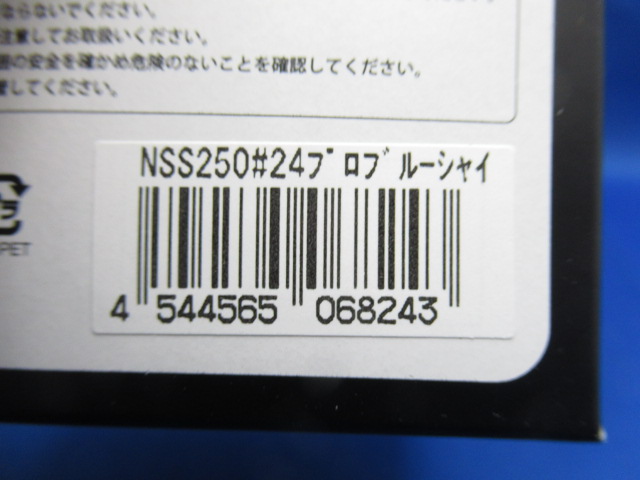 ならないでください。
注意してお取扱いください。
囲の安全を確かめ危険のないことを確認してください。
してください。
PET
NSS250#24ﾌﾟﾛﾌﾞﾙｰｼｬｲ
4 544565 068243